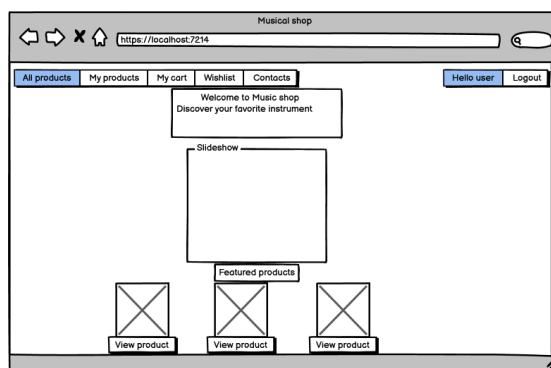 Musical shop
https://localhost:7214
All products My products My cart Wishlist Contacts Hello user Logout
Welcome to Music shop
Discover your favorite instrument
Slideshow
Featured products
View product View product View product